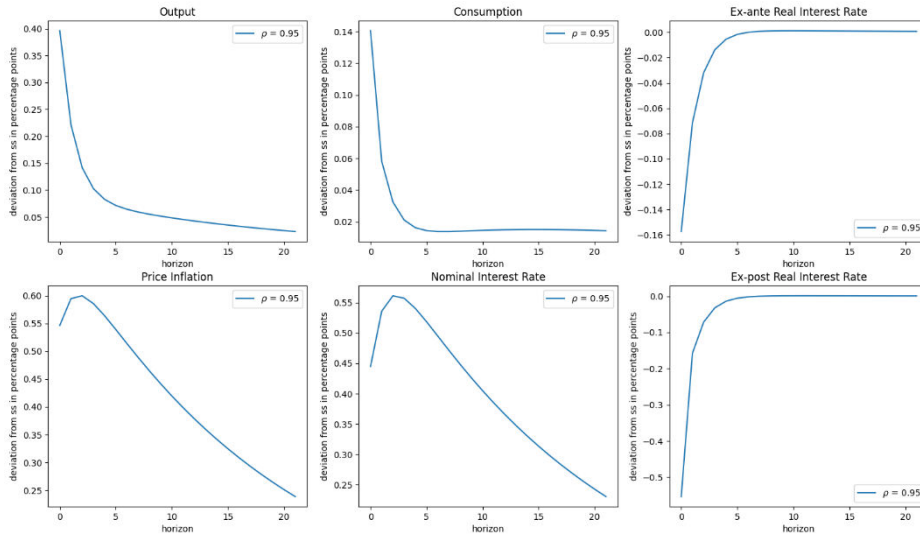 Output
Consumption
Ex-ante Real Interest Rate
deviation from ss in percentage points
0.40
0.35
0.30
0.25
0.20
0.15
0.10
0.05
ρ = 0.95
0 5 10 15 20
horizon
deviation from ss in percentage points
0.14
0.12
0.10
0.08
0.06
0.04
0.02
ρ = 0.95
0 5 10 15 20
horizon
deviation from ss in percentage points
0.00
−0.02
−0.04
−0.06
−0.08
−0.10
−0.12
−0.14
−0.16
ρ = 0.95
0 5 10 15 20
horizon
Price Inflation
Nominal Interest Rate
Ex-post Real Interest Rate
deviation from ss in percentage points
0.60
0.55
0.50
0.45
0.40
0.35
0.30
0.25
ρ = 0.95
0 5 10 15 20
horizon
deviation from ss in percentage points
0.55
0.50
0.45
0.40
0.35
0.30
0.25
ρ = 0.95
0 5 10 15 20
horizon
deviation from ss in percentage points
0.0
−0.1
−0.2
−0.3
−0.4
−0.5
ρ = 0.95
0 5 10 15 20
horizon